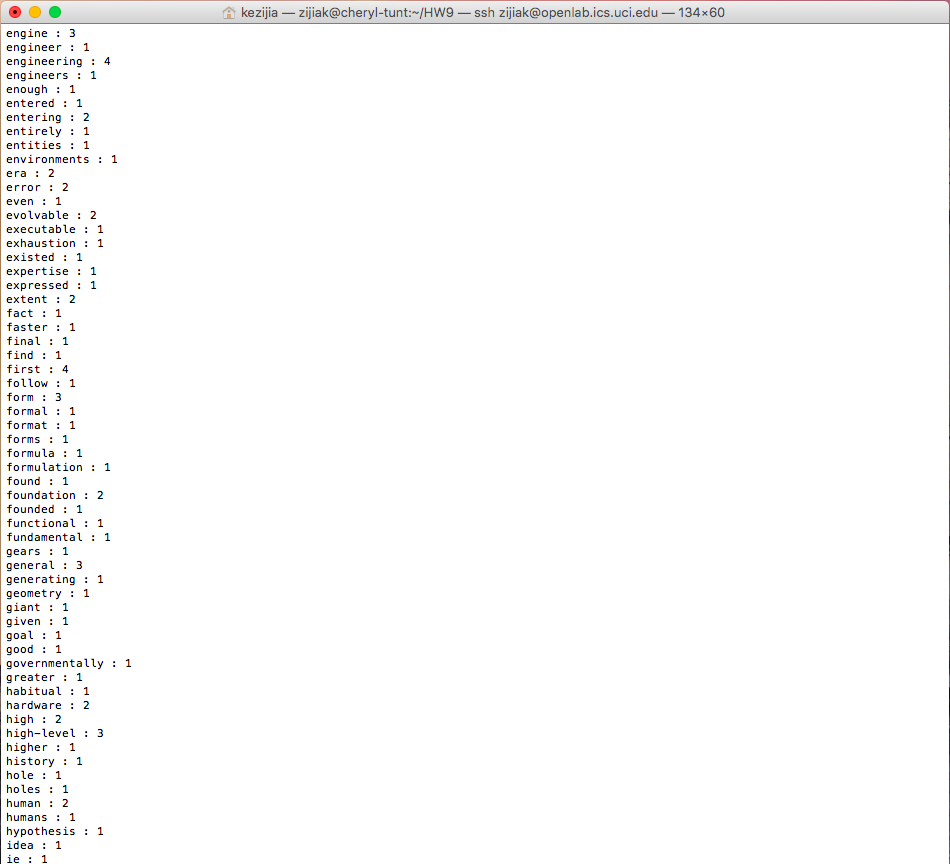 kezijia — zijiak@cheryl-tunt:~/HW9 — ssh zijiak@openlab.ics.uci.edu — 134×60
engine : 3
engineer : 1
engineering : 4
engineers : 1
enough : 1
entered : 1
entering : 2
entirely : 1
entities : 1
environments : 1
era : 2
error : 2
even : 1
evolvable : 2
executable : 1
exhaustion : 1
existed : 1
expertise : 1
expressed : 1
extent : 2
fact : 1
faster : 1
final : 1
find : 1
first : 4
follow : 1
form : 3
formal : 1
format : 1
forms : 1
formula : 1
formulation : 1
found : 1
foundation : 2
founded : 1
functional : 1
fundamental : 1
gears : 1
general : 3
generating : 1
geometry : 1
giant : 1
given : 1
goal : 1
good : 1
governmentally : 1
greater : 1
habitual : 1
hardware : 2
high : 2
high-level : 3
higher : 1
history : 1
hole : 1
holes : 1
human : 2
humans : 1
hypothesis : 1
idea : 1
ie : 1